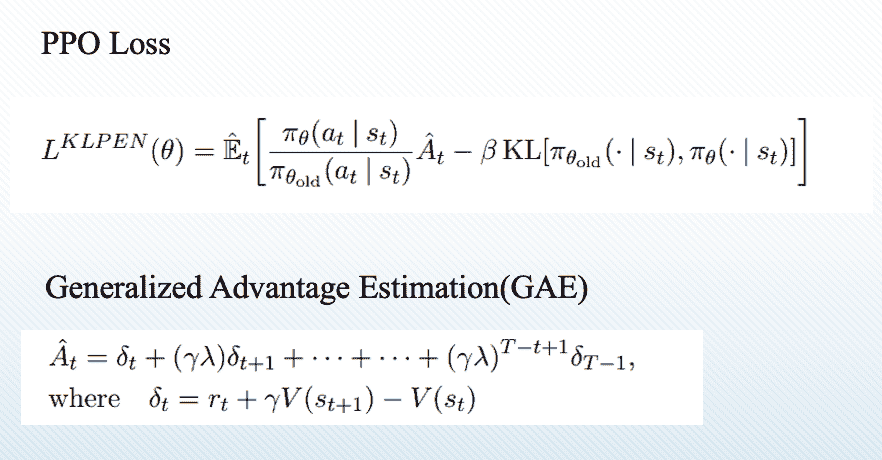 PPO Loss
L^{KLPEN}(θ) = Ê_t [ π_θ(a_t | s_t) / π_{θ_old}(a_t | s_t) Â_t − β KL[π_{θ_old}(· | s_t), π_θ(· | s_t)] ]
Generalized Advantage Estimation(GAE)
Â_t = δ_t + (γλ)δ_{t+1} + ⋯ + ⋯ + (γλ)^{T−t+1}δ_{T−1},
where δ_t = r_t + γV(s_{t+1}) − V(s_t)